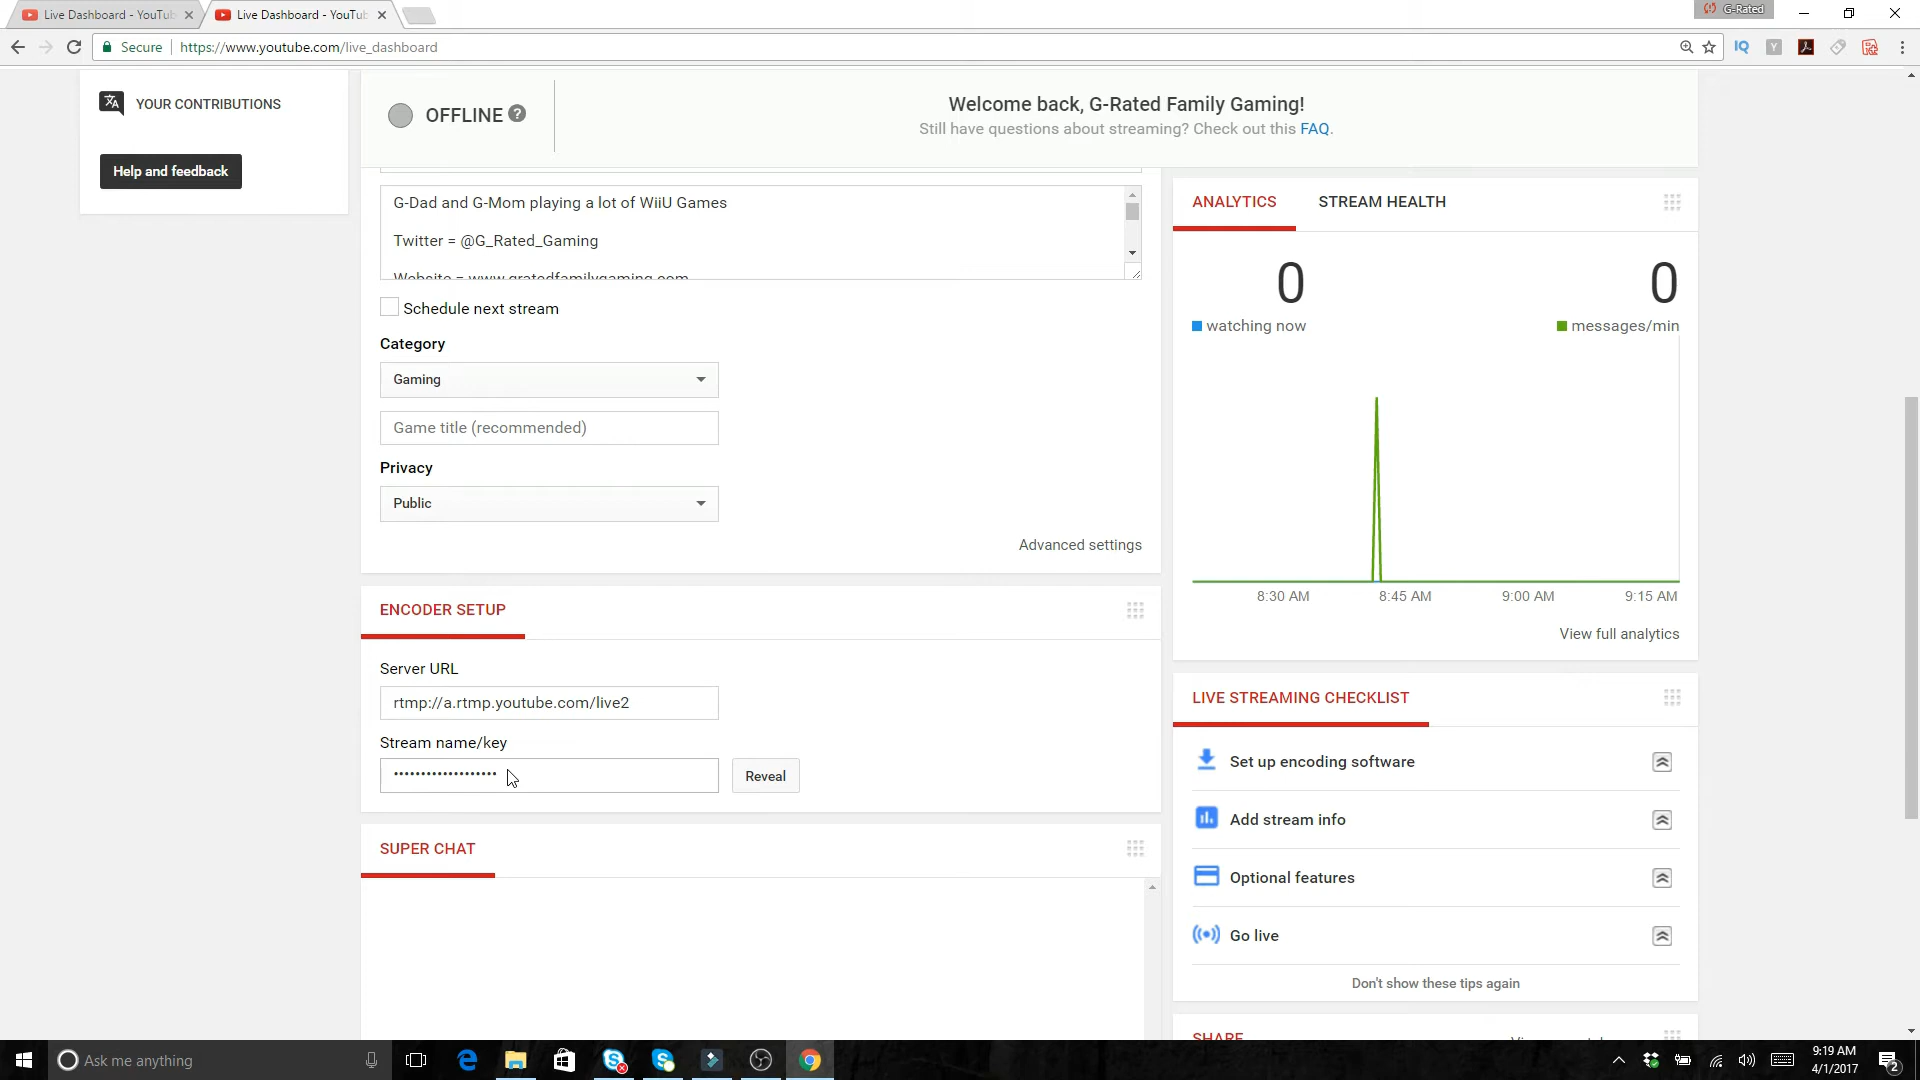 Live Dashboard - YouTub
Live Dashboard - YouTub
G-Rated
Secure
https://www.youtube.com/live_dashboard
YOUR CONTRIBUTIONS
Help and feedback
OFFLINE
Welcome back, G-Rated Family Gaming!
Still have questions about streaming? Check out this FAQ.
G-Dad and G-Mom playing a lot of WiiU Games
Twitter = @G_Rated_Gaming
Website = www.gratedfamilygaming.com
Schedule next stream
Category
Gaming
Game title (recommended)
Privacy
Public
Advanced settings
ENCODER SETUP
Server URL
rtmp://a.rtmp.youtube.com/live2
Stream name/key
•••••••••••••••••••
Reveal
SUPER CHAT
ANALYTICS
STREAM HEALTH
0
0
watching now
messages/min
8:30 AM
8:45 AM
9:00 AM
9:15 AM
View full analytics
LIVE STREAMING CHECKLIST
Set up encoding software
Add stream info
Optional features
Go live
Don't show these tips again
SHARE
Ask me anything
9:19 AM
4/1/2017
2